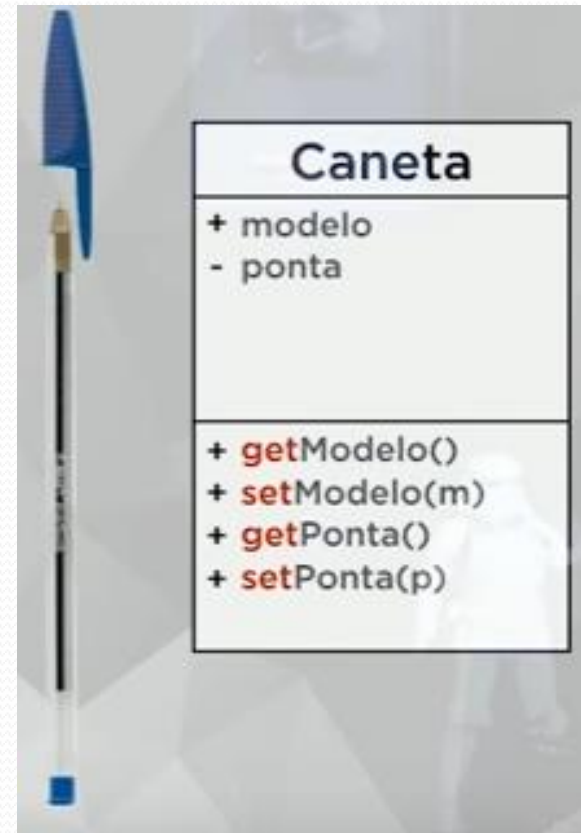 Caneta
+ modelo
- ponta
+ getModelo()
+ setModelo(m)
+ getPonta()
+ setPonta(p)